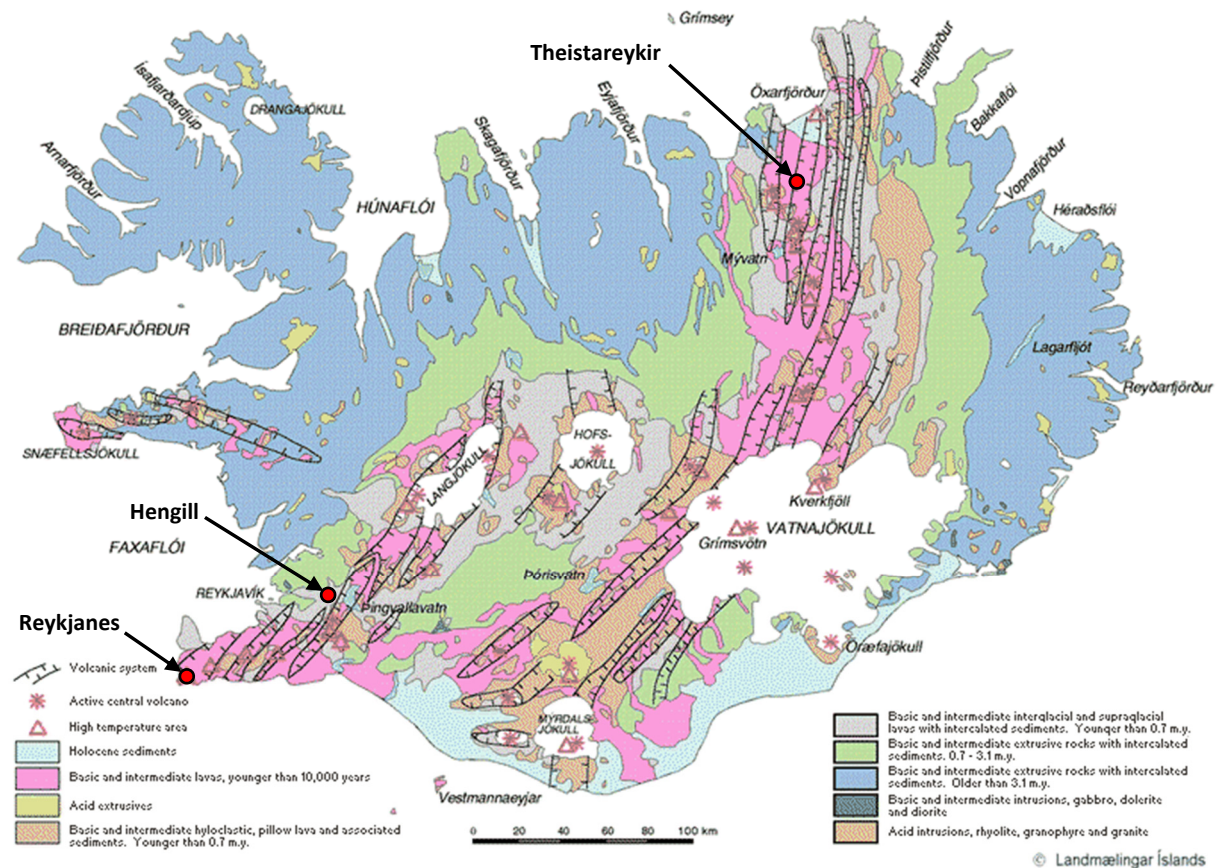 Grímsey
Theistareykir
Öxarfjörður
Þistilfjörður
Bakkaflói
Vopnafjörður
Héraðsflói
Ísafjarðardjúp
DRANGAJÖKULL
Arnarfjörður
Skagafjörður
Eyjafjörður
HÚNAFLÓI
Mývatn
BREIÐAFJÖRÐUR
Lagarfljót
Reyðarfjörður
SNÆFELLSJÖKULL
LANGJÖKULL
HOFS-
JÖKULL
Kverkfjöll
VATNAJÖKULL
Grímsvötn
Hengill
FAXAFLÓI
Þórisvatn
REYKJAVÍK
Þingvallavatn
Reykjanes
Öræfajökull
MÝRDALS-
JÖKULL
Vestmannaeyjar
Volcanic system
Active central volcano
High temperature area
Holocene sediments
Basic and intermediate lavas, younger than 10,000 years
Acid extrusives
Basic and intermediate hyloclastic, pillow lava and associated
sediments. Younger than 0.7 m.y.
0 20 40 60 80 100 km
Basic and intermediate interglacial and supraglacial
lavas with intercalated sediments. Younger than 0.7 m.y.
Basic and intermediate extrusive rocks with intercalated
sediments. 0.7 - 3.1 m.y.
Basic and intermediate extrusive rocks with intercalated
sediments. Older than 3.1 m.y.
Basic and intermediate intrusions, gabbro, dolerite
and diorite
Acid intrusions, rhyolite, granophyre and granite
© Landmælingar Íslands